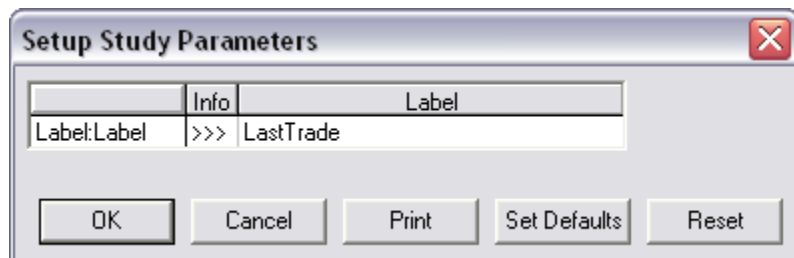 Setup Study Parameters
Info Label
Label:Label >>> LastTrade
OK Cancel Print Set Defaults Reset